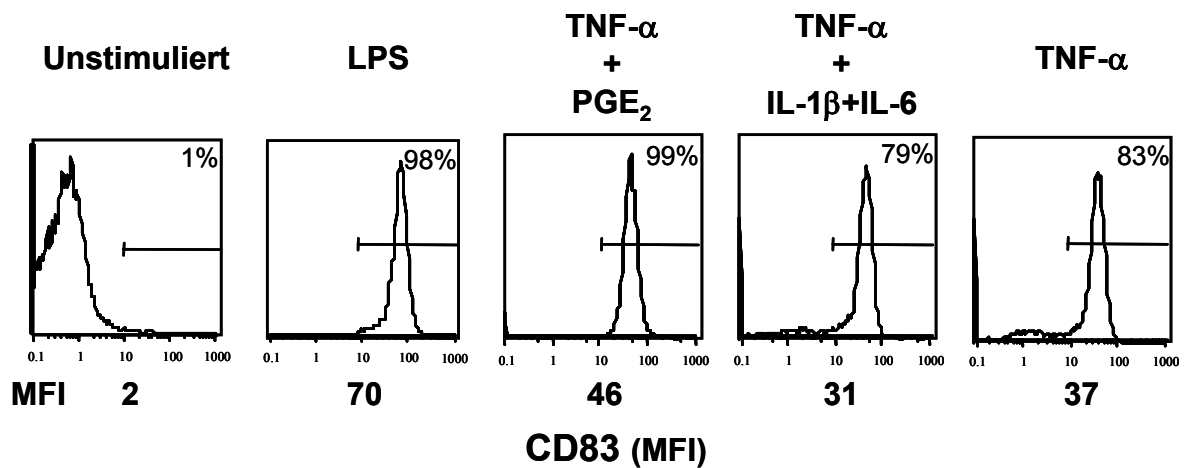 Unstimuliert
LPS
TNF-α
+
PGE₂
TNF-α
+
IL-1β+IL-6
TNF-α
1%
98%
99%
79%
83%
0.1 1 10 100 1000
0.1 1 10 100 1000
0.1 1 10 100 1000
0.1 1 10 100 1000
0.1 1 10 100 1000
MFI 2 70 46 31 37
CD83 (MFI)